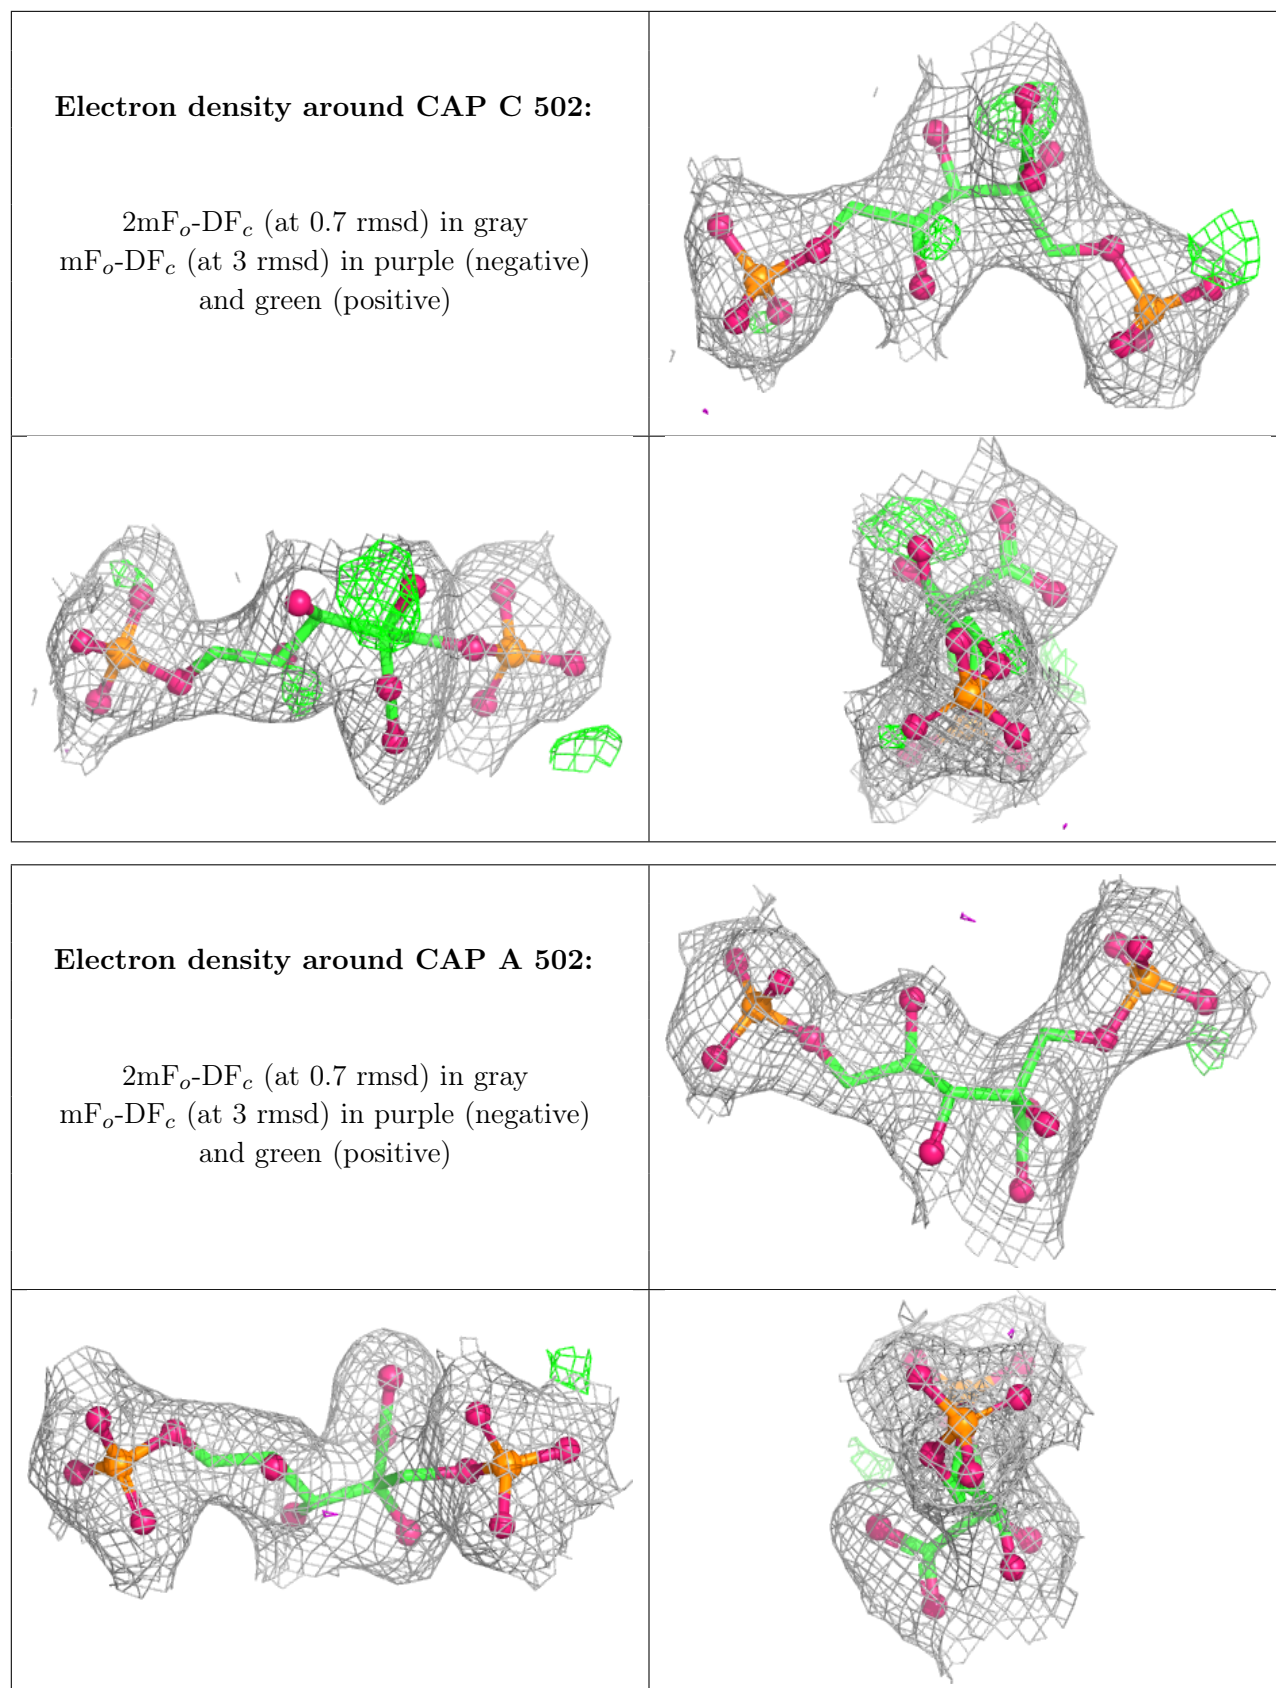 Electron density around CAP C 502:
2mFo-DFc (at 0.7 rmsd) in gray
mFo-DFc (at 3 rmsd) in purple (negative)
and green (positive)
Electron density around CAP A 502:
2mFo-DFc (at 0.7 rmsd) in gray
mFo-DFc (at 3 rmsd) in purple (negative)
and green (positive)